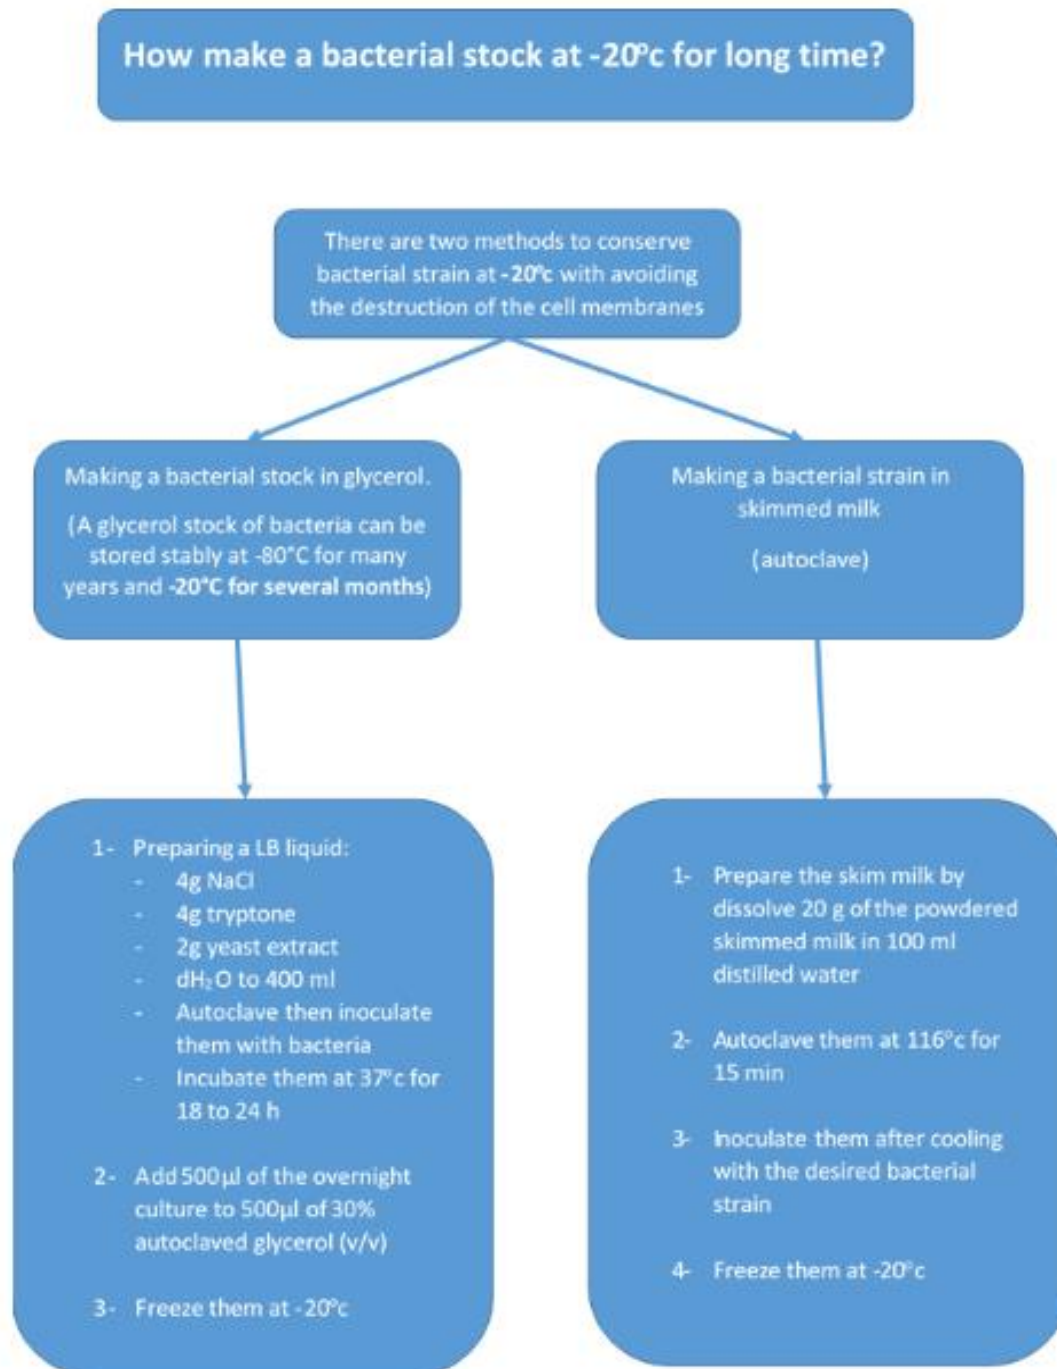 How make a bacterial stock at -20°c for long time?
There are two methods to conserve
bacterial strain at -20°c with avoiding
the destruction of the cell membranes
Making a bacterial stock in glycerol.
(A glycerol stock of bacteria can be
stored stably at -80°C for many
years and -20°C for several months)
Making a bacterial strain in
skimmed milk
(autoclave)
1- Preparing a LB liquid:
- 4g NaCl
- 4g tryptone
- 2g yeast extract
- dH₂O to 400 ml
- Autoclave then inoculate
them with bacteria
- Incubate them at 37°c for
18 to 24 h
2- Add 500µl of the overnight
culture to 500µl of 30%
autoclaved glycerol (v/v)
3- Freeze them at -20°c
1- Prepare the skim milk by
dissolve 20 g of the powdered
skimmed milk in 100 ml
distilled water
2- Autoclave them at 116°c for
15 min
3- Inoculate them after cooling
with the desired bacterial
strain
4- Freeze them at -20°c